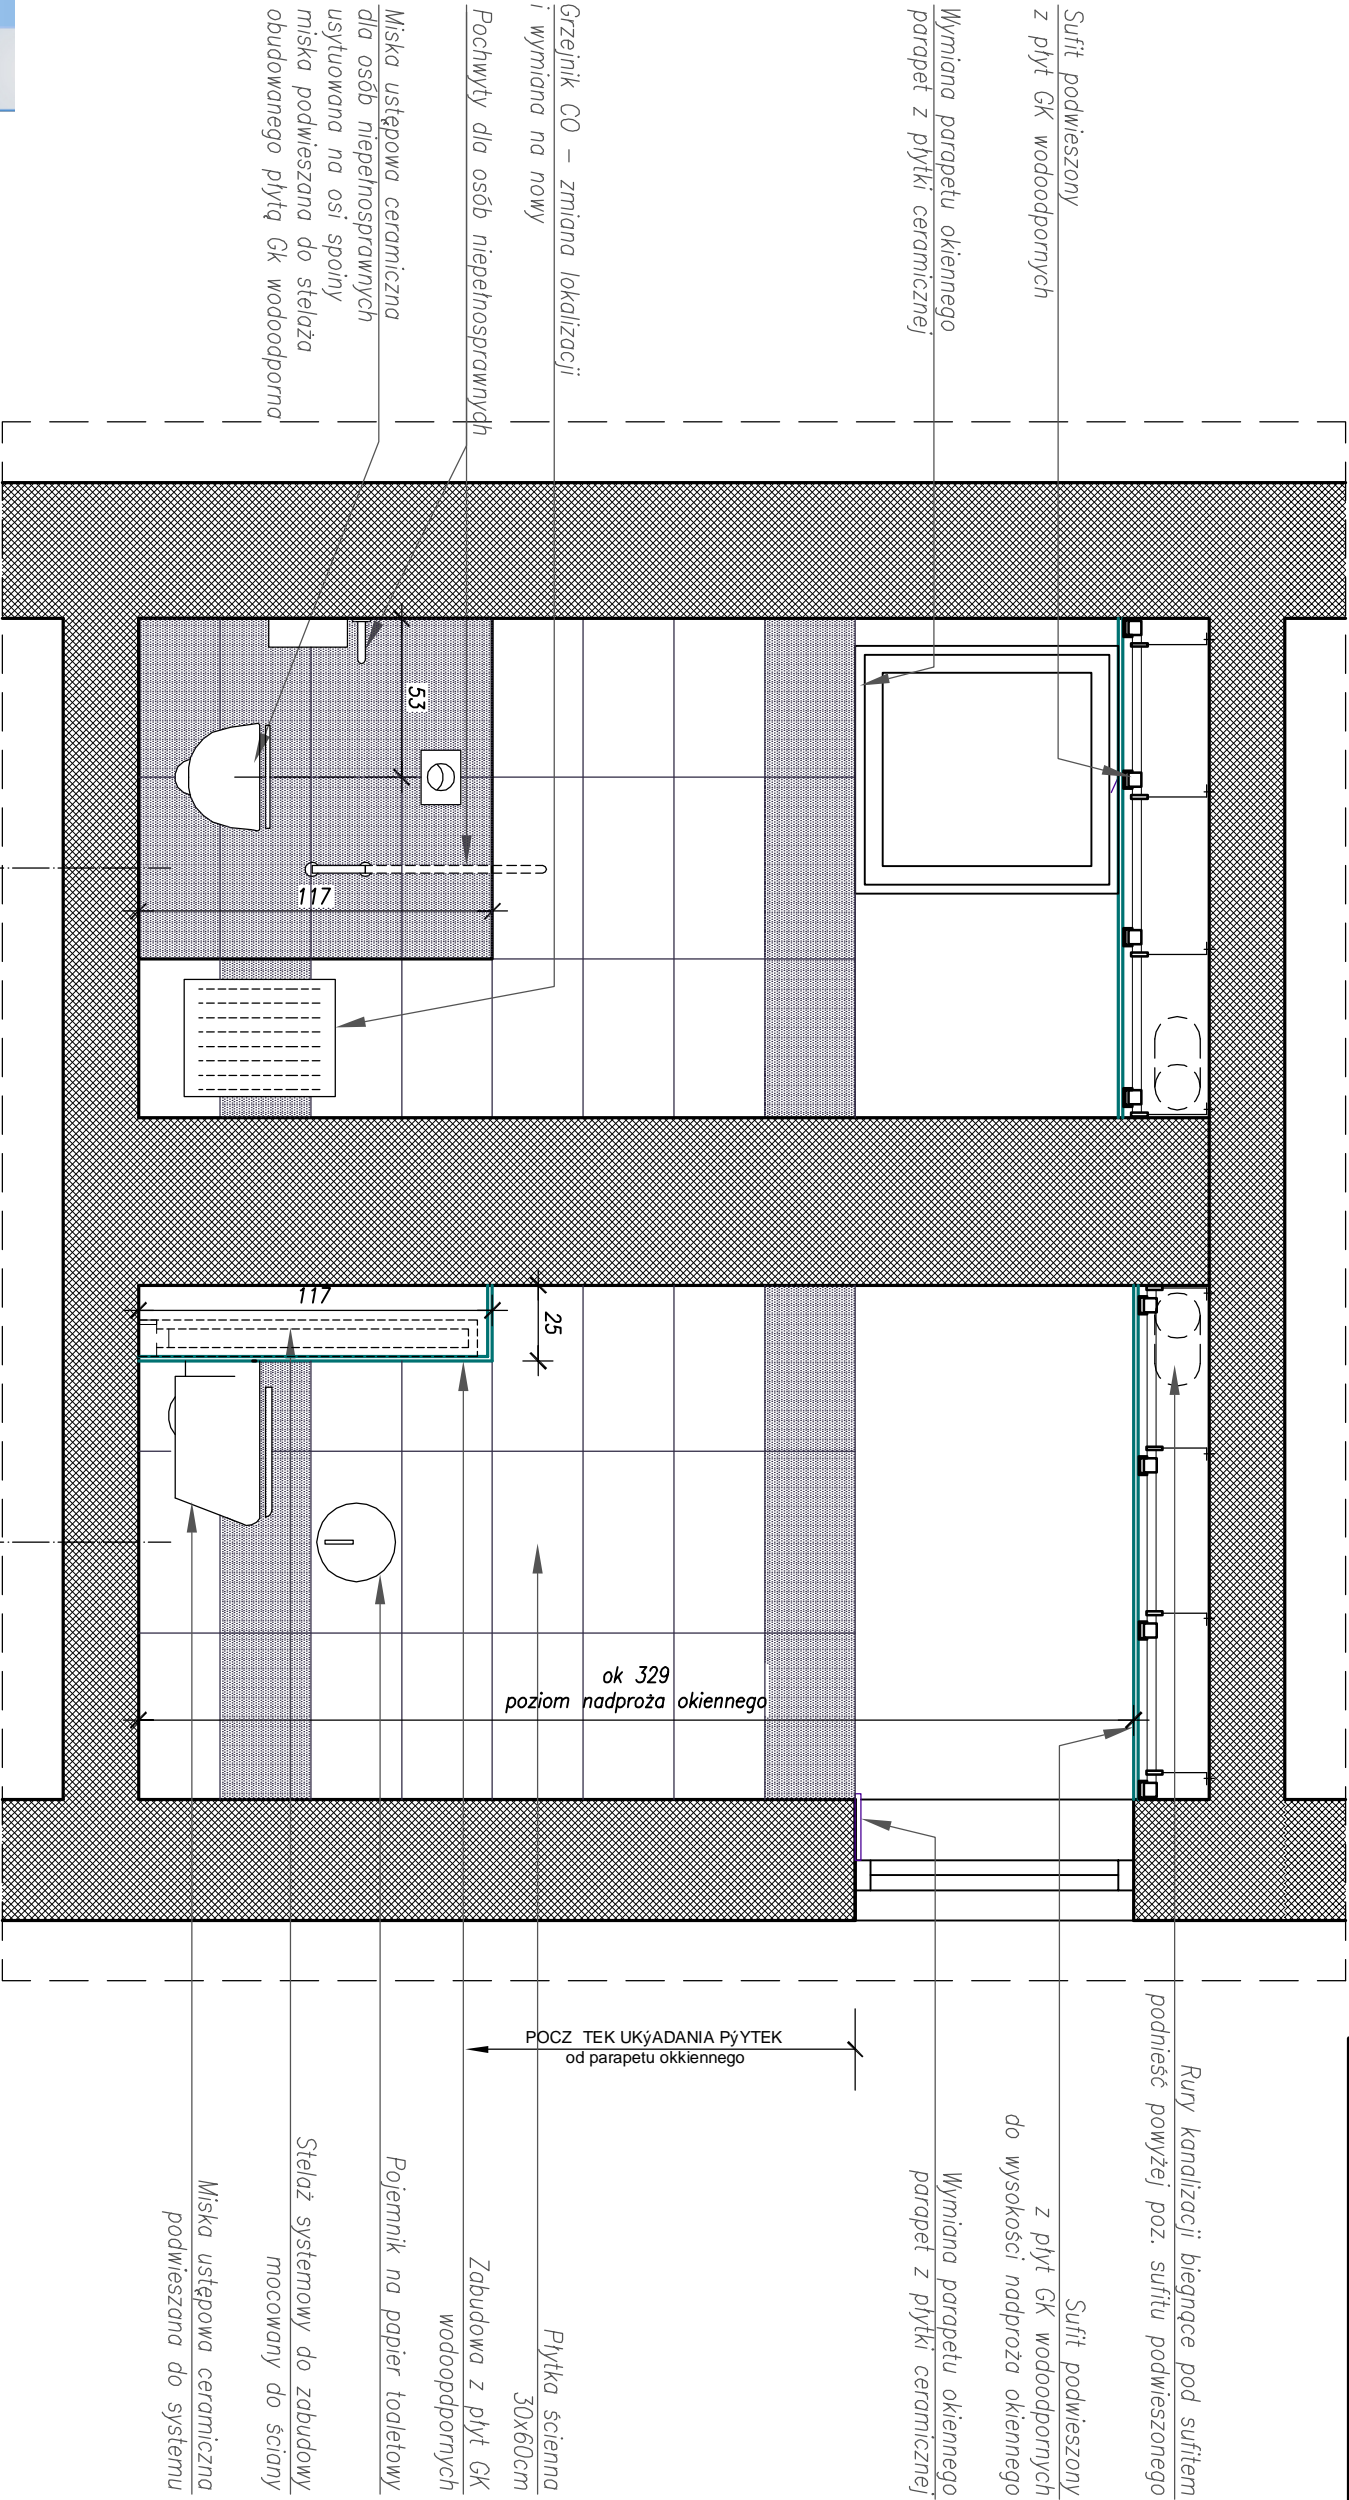 Sufit podwieszony
z płyt GK wodoodpornych
Wymiana parapetu okiennego
parapet z płytki ceramicznej
Grzejnik CO – zmiana lokalizacji
i wymiana na nowy
Pochwyty dla osób niepełnosprawnych
Miska ustępowa ceramiczna
dla osób niepełnosprawnych
usytuowana na osi spoiny
miska podwieszana do stelaża
obudowanego płytą Gk wodoodporna
53
117
117
25
ok 329
poziom nadproża okiennego
POCZ TEK UKýADANIA PýYTEK
od parapetu okkiennego
Rury kanalizacji biegnące pod sufitem
podnieść powyżej poz. sufitu podwieszonego
Sufit podwieszony
z płyt GK wodoodpornych
do wysokości nadproża okiennego
Wymiana parapetu okiennego
parapet z płytki ceramicznej
Płytka ścienna
30x60cm
Zabudowa z płyt GK
wodoopdpornych
Pojemnik na papier toaletowy
Stelaż systemowy do zabudowy
mocowany do ściany
Miska ustępowa ceramiczna
podwieszana do systemu